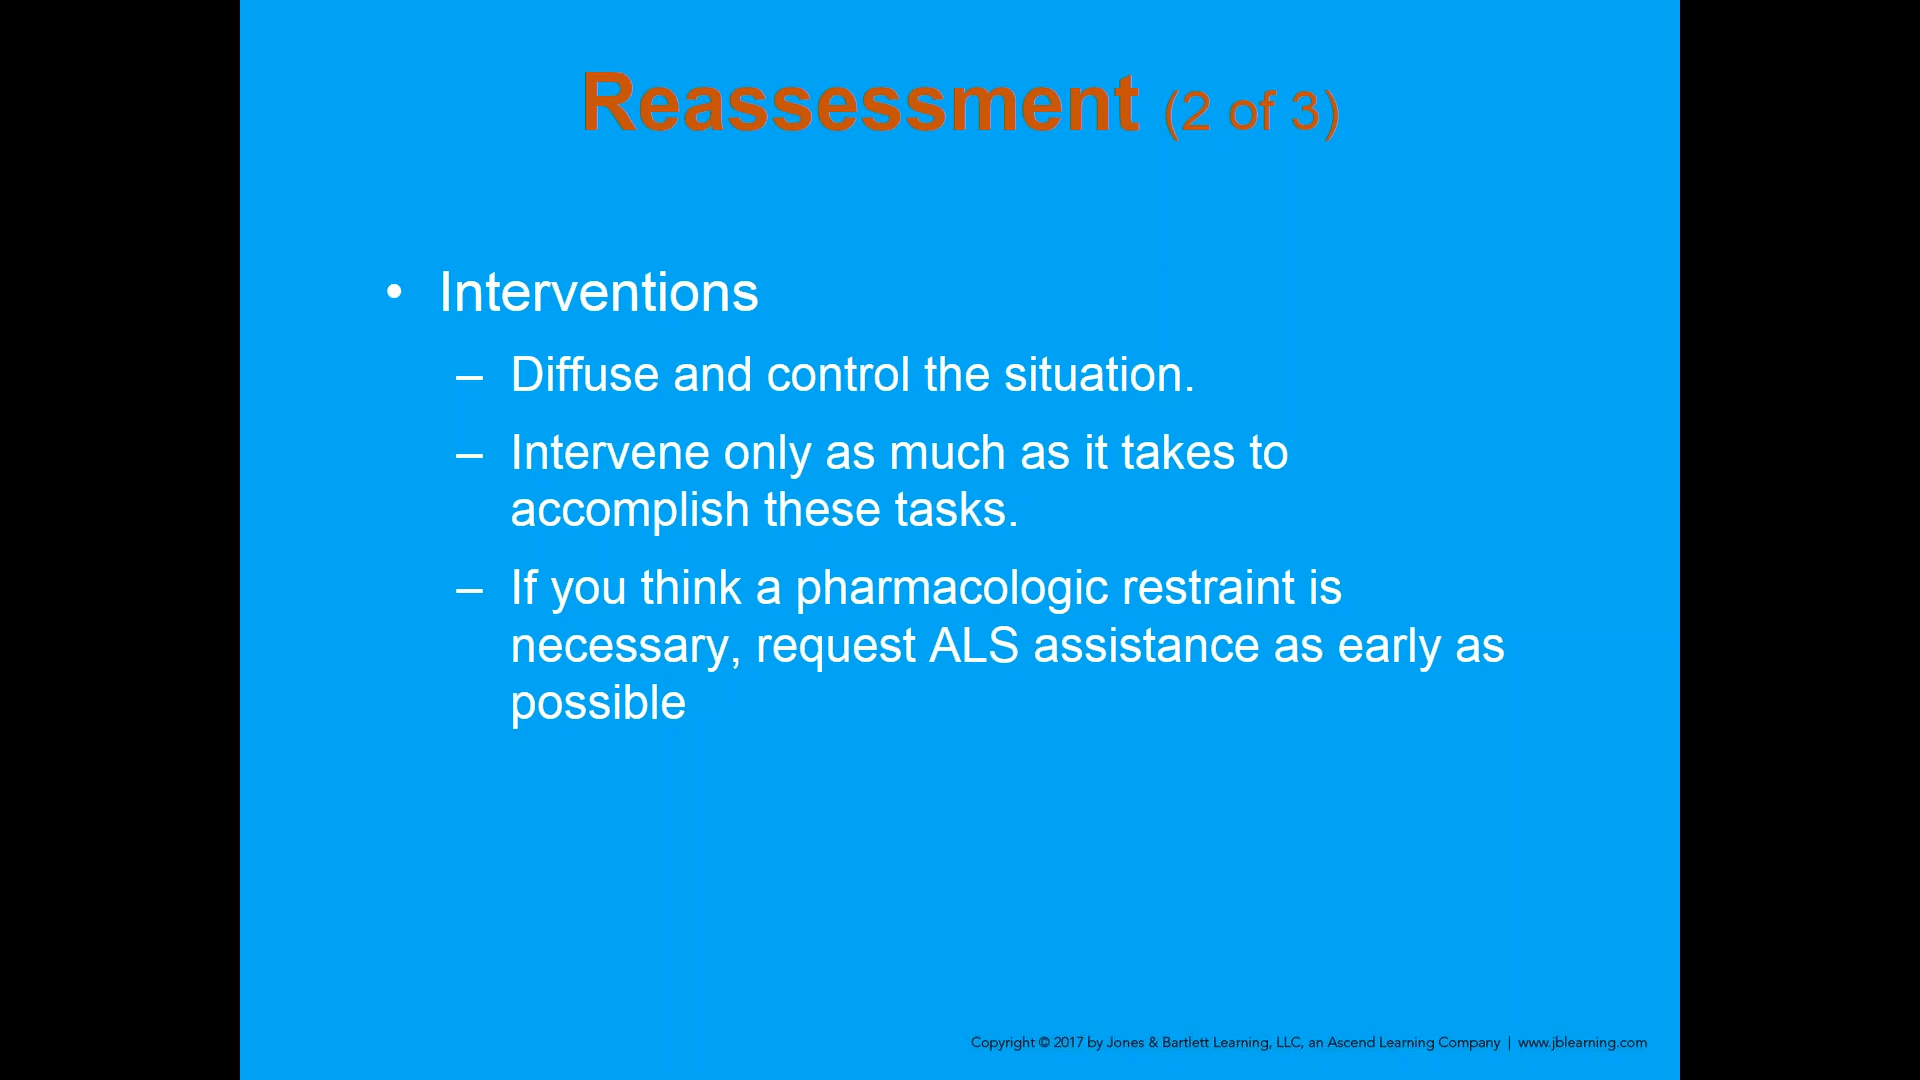 Reassessment (2 of 3)
• Interventions
– Diffuse and control the situation.
– Intervene only as much as it takes to
accomplish these tasks.
– If you think a pharmacologic restraint is
necessary, request ALS assistance as early as
possible
Copyright © 2017 by Jones & Bartlett Learning, LLC, an Ascend Learning Company | www.jblearning.com